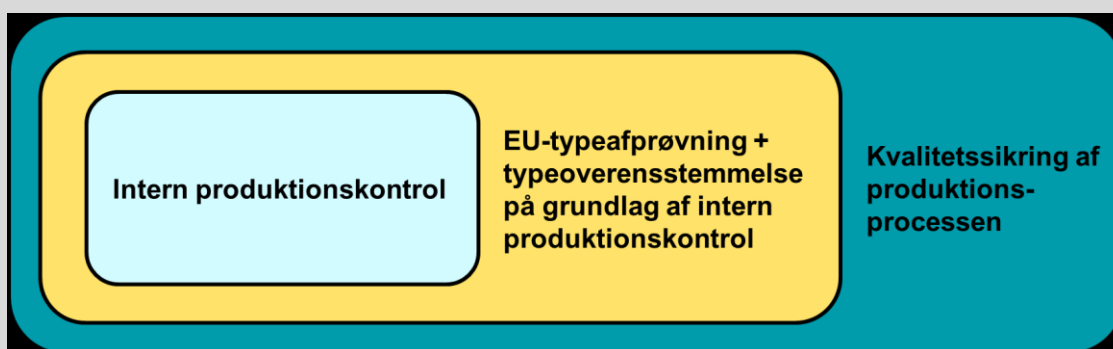 Intern produktionskontrol
EU-typeafprøvning +
typeoverensstemmelse
på grundlag af intern
produktionskontrol
Kvalitetssikring af
produktions-
processen